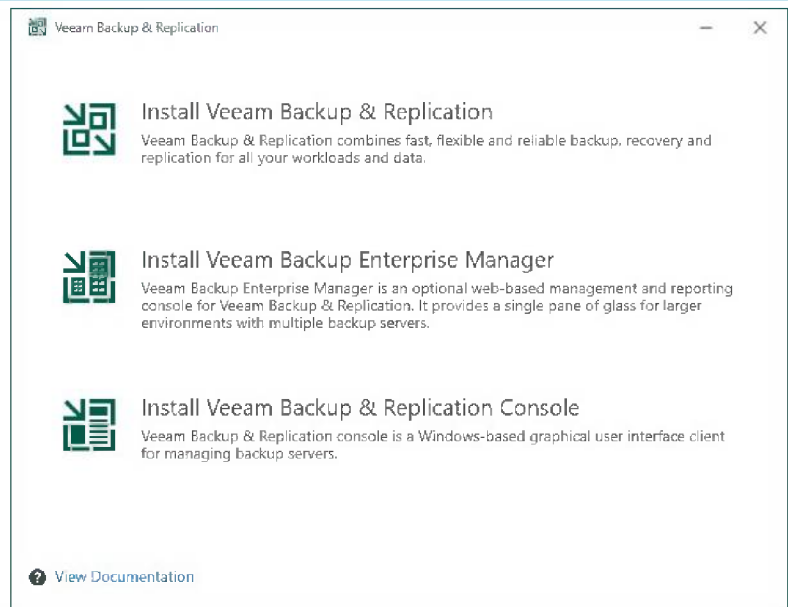 Veeam Backup & Replication
Install Veeam Backup & Replication
Veeam Backup & Replication combines fast, flexible and reliable backup, recovery and
replication for all your workloads and data.
Install Veeam Backup Enterprise Manager
Veeam Backup Enterprise Manager is an optional web-based management and reporting
console for Veeam Backup & Replication. It provides a single pane of glass for larger
environments with multiple backup servers.
Install Veeam Backup & Replication Console
Veeam Backup & Replication console is a Windows-based graphical user interface client
for managing backup servers.
View Documentation